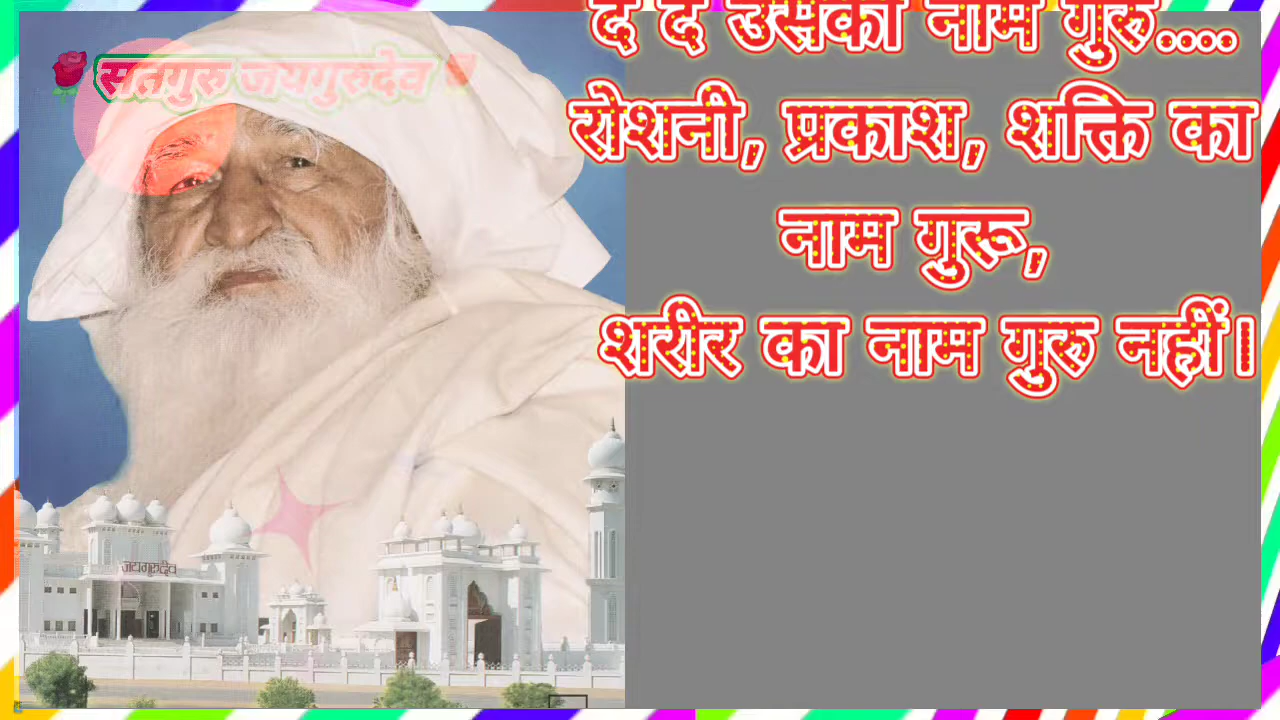 सतगुरु जयगुरुदेव
दे दे उसका नाम गुरु....
रोशनी, प्रकाश, शक्ति का
नाम गुरू,
शरीर का नाम गुरु नहीं।
जयगुरुदेव